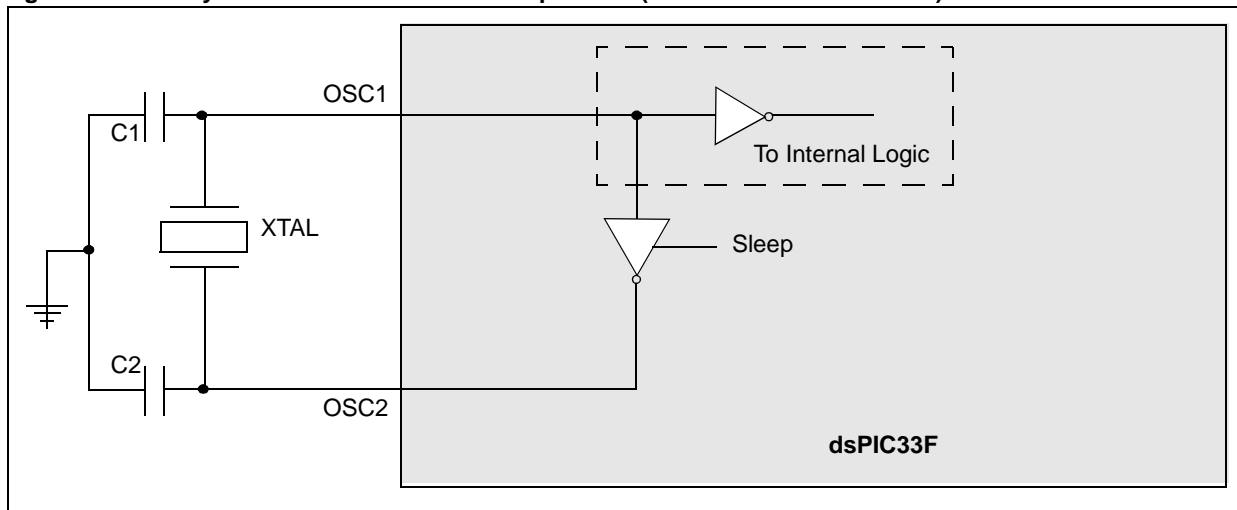 OSC1
C1
To Internal Logic
XTAL
Sleep
C2
OSC2
dsPIC33F